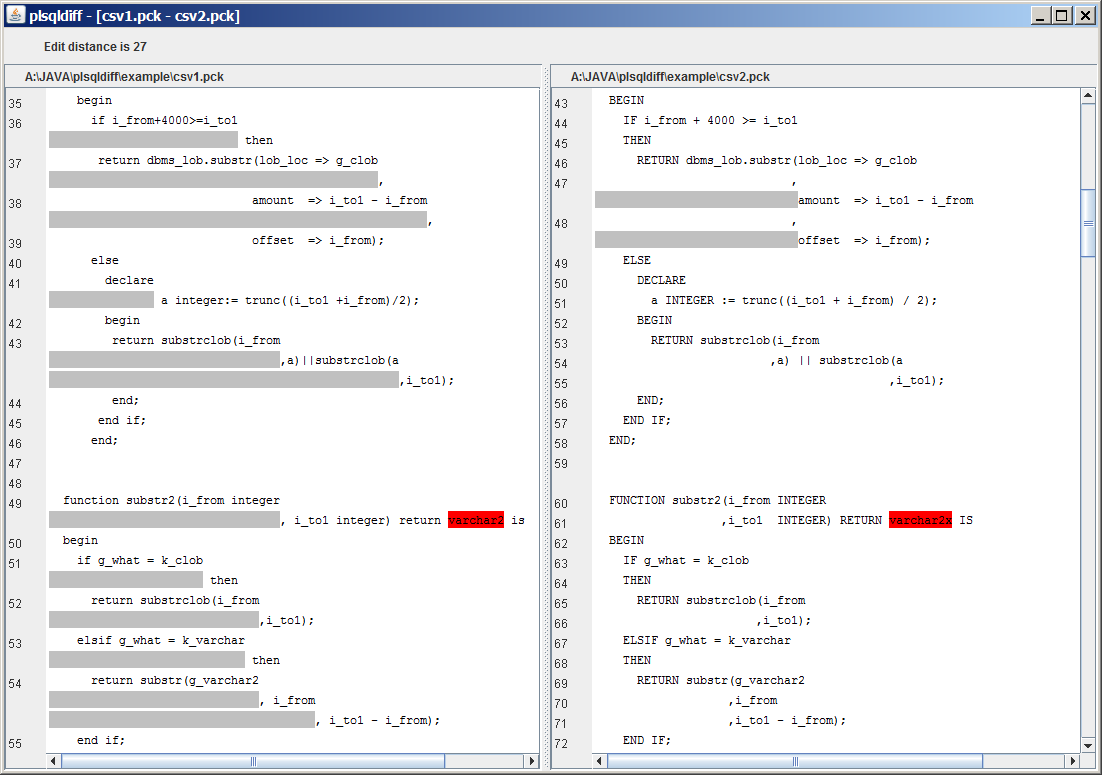 plsqldiff - [csv1.pck - csv2.pck]
Edit distance is 27
A:\JAVA\plsqldiff\example\csv1.pck
35 begin
36 if i_from+4000>=i_to1
then
37 return dbms_lob.substr(lob_loc => g_clob
,
38 amount => i_to1 - i_from
,
39 offset => i_from);
40 else
41 declare
a integer:= trunc((i_to1 +i_from)/2);
42 begin
43 return substrclob(i_from
,a)||substrclob(a
,i_to1);
44 end;
45 end if;
46 end;
47
48
49 function substr2(i_from integer
, i_to1 integer) return varchar2 is
50 begin
51 if g_what = k_clob
then
52 return substrclob(i_from
,i_to1);
53 elsif g_what = k_varchar
then
54 return substr(g_varchar2
, i_from
, i_to1 - i_from);
55 end if;
A:\JAVA\plsqldiff\example\csv2.pck
43 BEGIN
44 IF i_from + 4000 >= i_to1
45 THEN
46 RETURN dbms_lob.substr(lob_loc => g_clob
47 ,
amount => i_to1 - i_from
48 ,
offset => i_from);
49 ELSE
50 DECLARE
51 a INTEGER := trunc((i_to1 + i_from) / 2);
52 BEGIN
53 RETURN substrclob(i_from
54 ,a) || substrclob(a
55 ,i_to1);
56 END;
57 END IF;
58 END;
59
60 FUNCTION substr2(i_from INTEGER
61 ,i_to1 INTEGER) RETURN varchar2x IS
62 BEGIN
63 IF g_what = k_clob
64 THEN
65 RETURN substrclob(i_from
66 ,i_to1);
67 ELSIF g_what = k_varchar
68 THEN
69 RETURN substr(g_varchar2
70 ,i_from
71 ,i_to1 - i_from);
72 END IF;